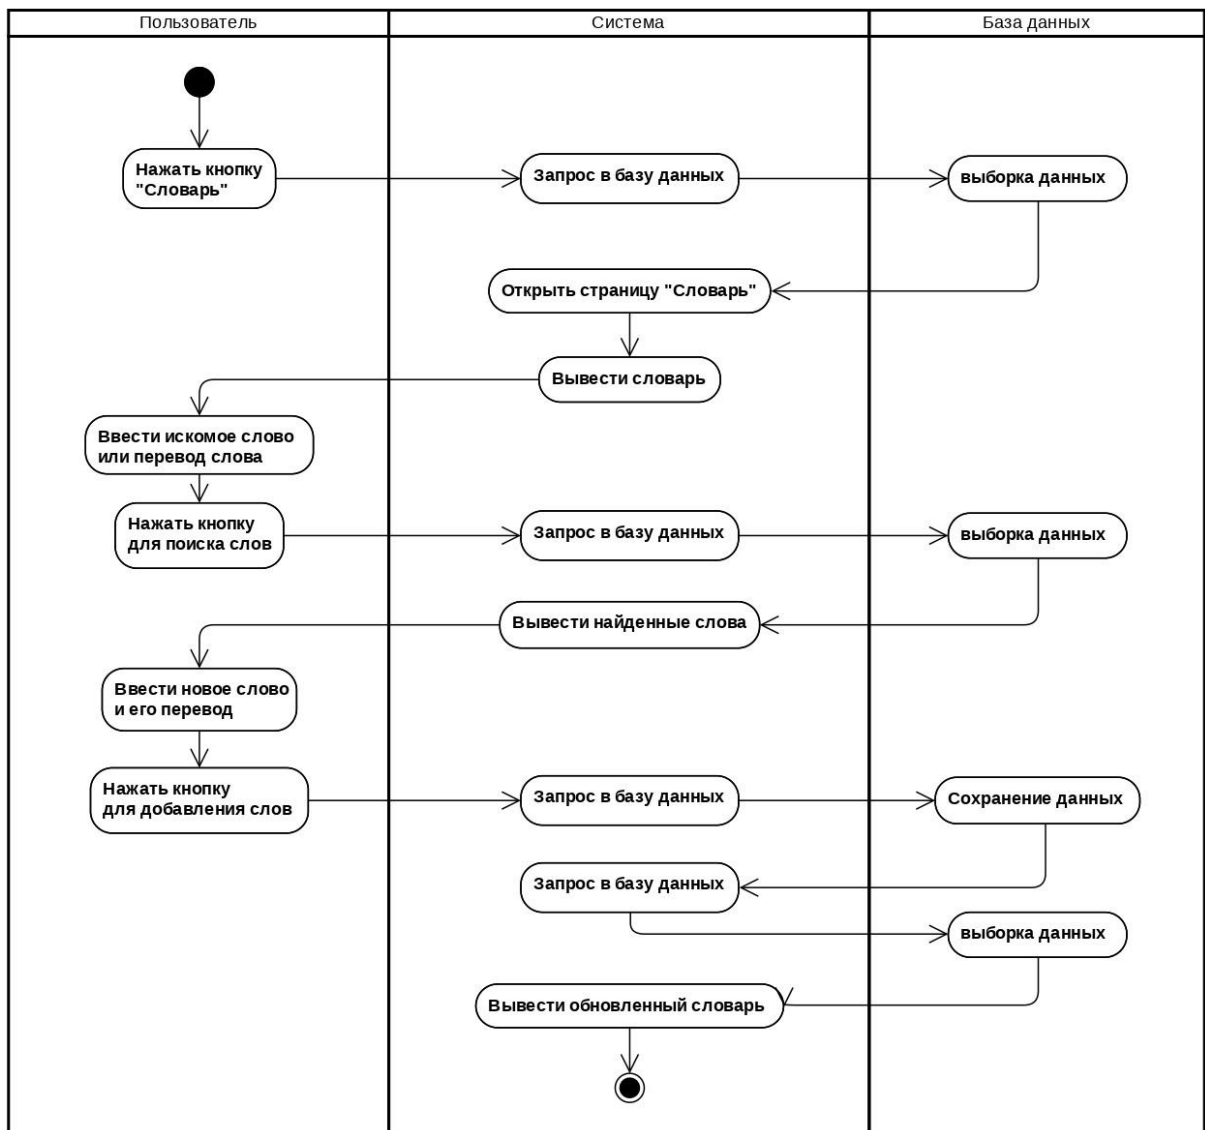 Пользователь
Система
База данных
Нажать кнопку
"Словарь"
Запрос в базу данных
выборка данных
Открыть страницу "Словарь"
Вывести словарь
Ввести искомое слово
или перевод слова
Нажать кнопку
для поиска слов
Запрос в базу данных
выборка данных
Вывести найденные слова
Ввести новое слово
и его перевод
Нажать кнопку
для добавления слов
Запрос в базу данных
Сохранение данных
Запрос в базу данных
выборка данных
Вывести обновленный словарь